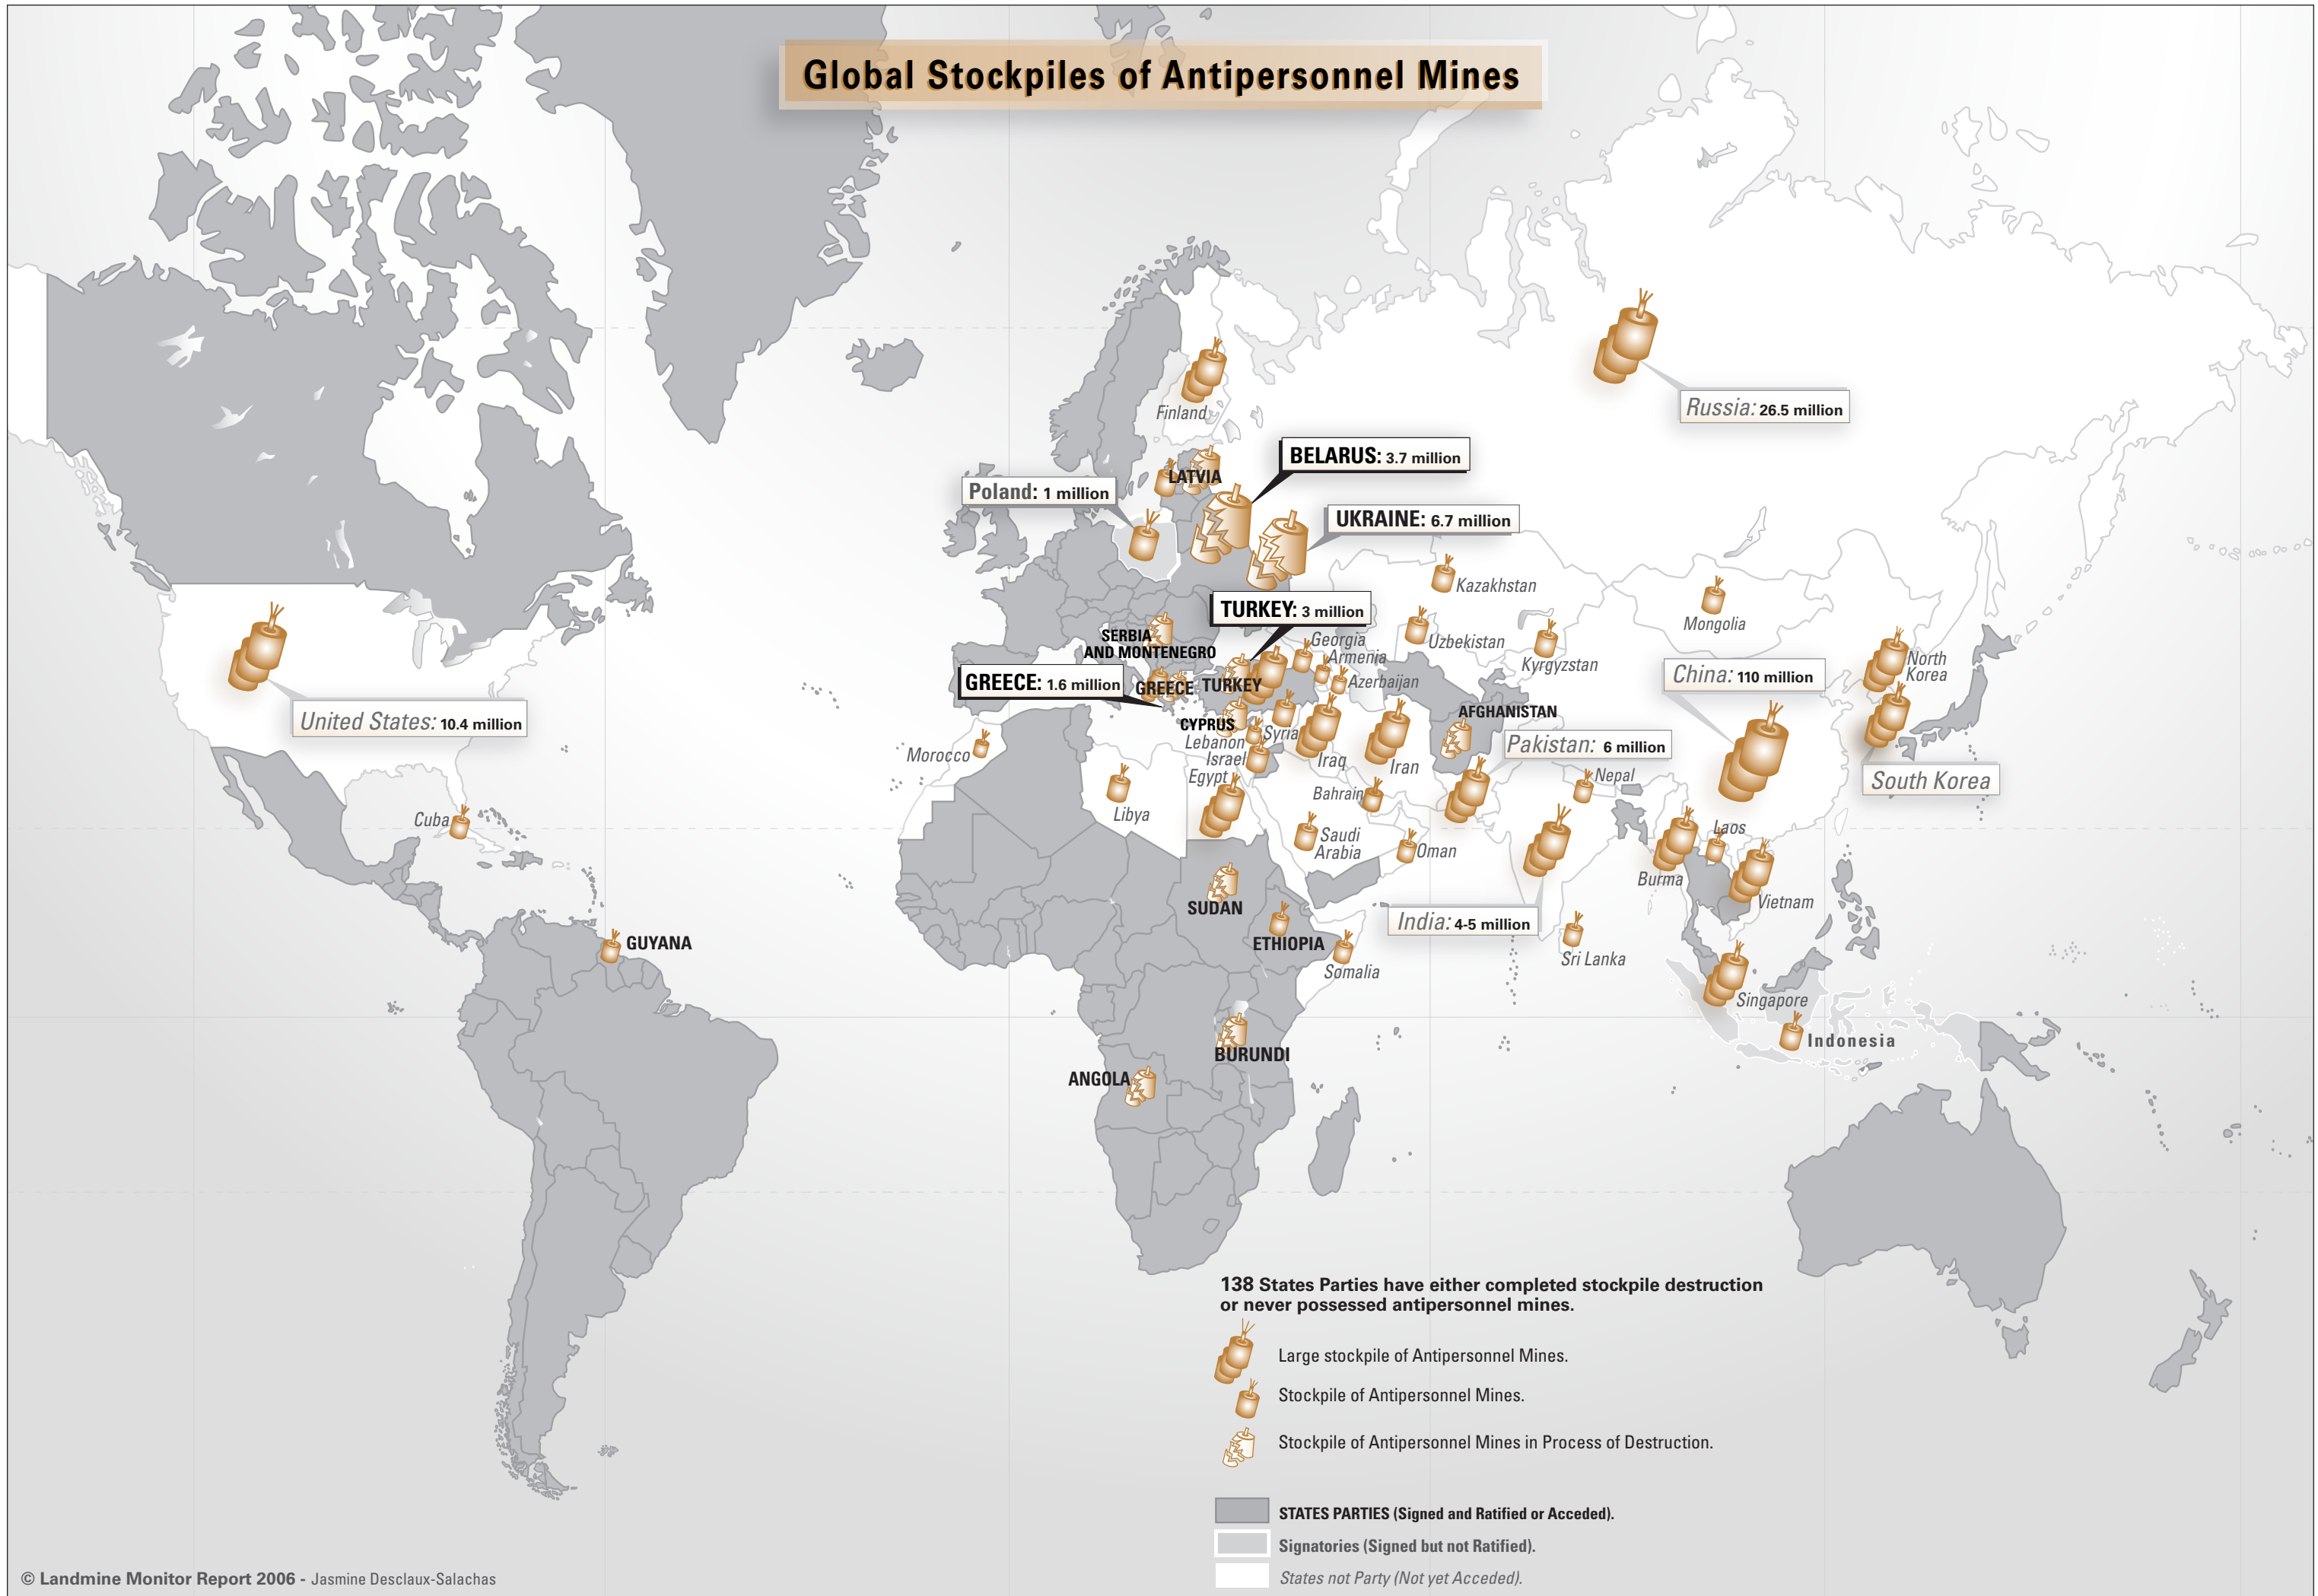 Global Stockpiles of Antipersonnel Mines
Russia: 26.5 million
Finland
BELARUS: 3.7 million
LATVIA
Poland: 1 million
UKRAINE: 6.7 million
Kazakhstan
TURKEY: 3 million
Mongolia
SERBIA
AND MONTENEGRO
Georgia
Armenia
Uzbekistan
Kyrgyzstan
North
Korea
China: 110 million
GREECE: 1.6 million
GREECE
TURKEY
Azerbaijan
United States: 10.4 million
CYPRUS
AFGHANISTAN
Syria
Lebanon
Morocco
Israel
Iraq
Iran
Pakistan: 6 million
Egypt
Nepal
South Korea
Bahrain
Libya
Cuba
Saudi
Arabia
Oman
Laos
Burma
Vietnam
SUDAN
India: 4-5 million
GUYANA
ETHIOPIA
Somalia
Sri Lanka
Singapore
Indonesia
BURUNDI
ANGOLA
138 States Parties have either completed stockpile destruction
or never possessed antipersonnel mines.
Large stockpile of Antipersonnel Mines.
Stockpile of Antipersonnel Mines.
Stockpile of Antipersonnel Mines in Process of Destruction.
STATES PARTIES (Signed and Ratified or Acceded).
Signatories (Signed but not Ratified).
States not Party (Not yet Acceded).
© Landmine Monitor Report 2006 - Jasmine Desclaux-Salachas